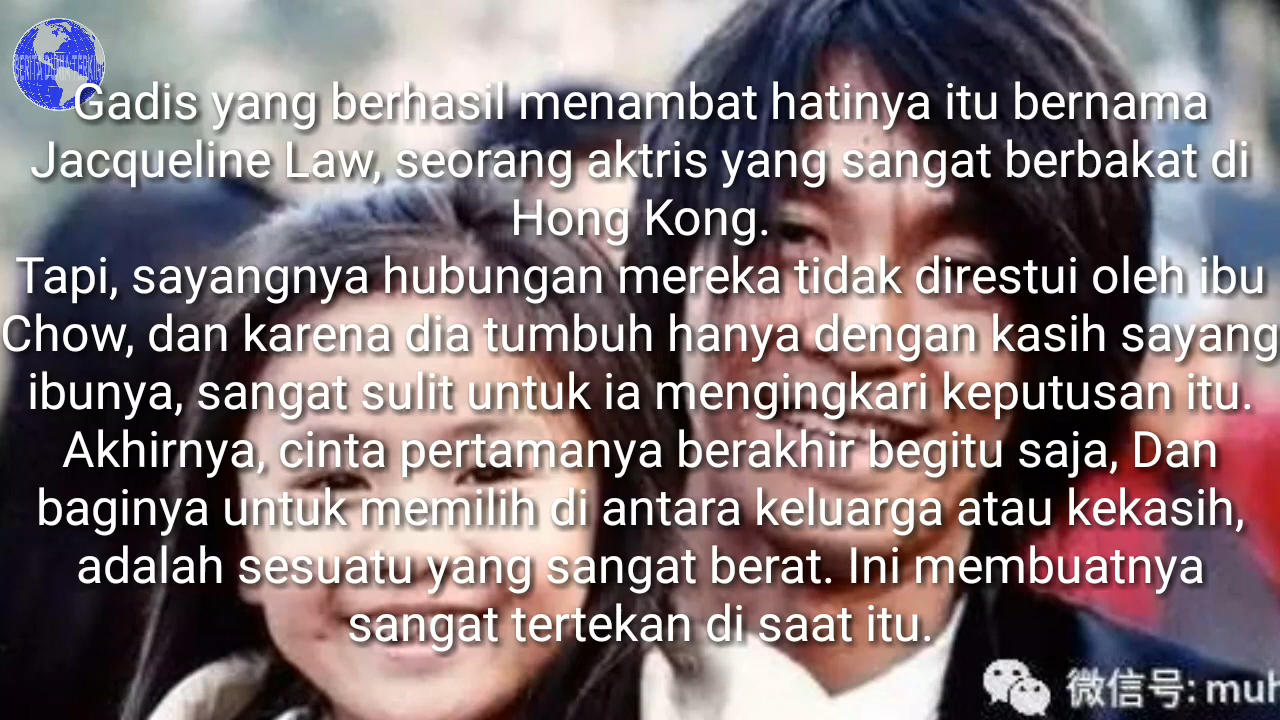 BERITA DUNIA TERKINI
Gadis yang berhasil menambat hatinya itu bernama
Jacqueline Law, seorang aktris yang sangat berbakat di
Hong Kong.
Tapi, sayangnya hubungan mereka tidak direstui oleh ibu
Chow, dan karena dia tumbuh hanya dengan kasih sayang
ibunya, sangat sulit untuk ia mengingkari keputusan itu.
Akhirnya, cinta pertamanya berakhir begitu saja, Dan
baginya untuk memilih di antara keluarga atau kekasih,
adalah sesuatu yang sangat berat. Ini membuatnya
sangat tertekan di saat itu.
微信号: muh